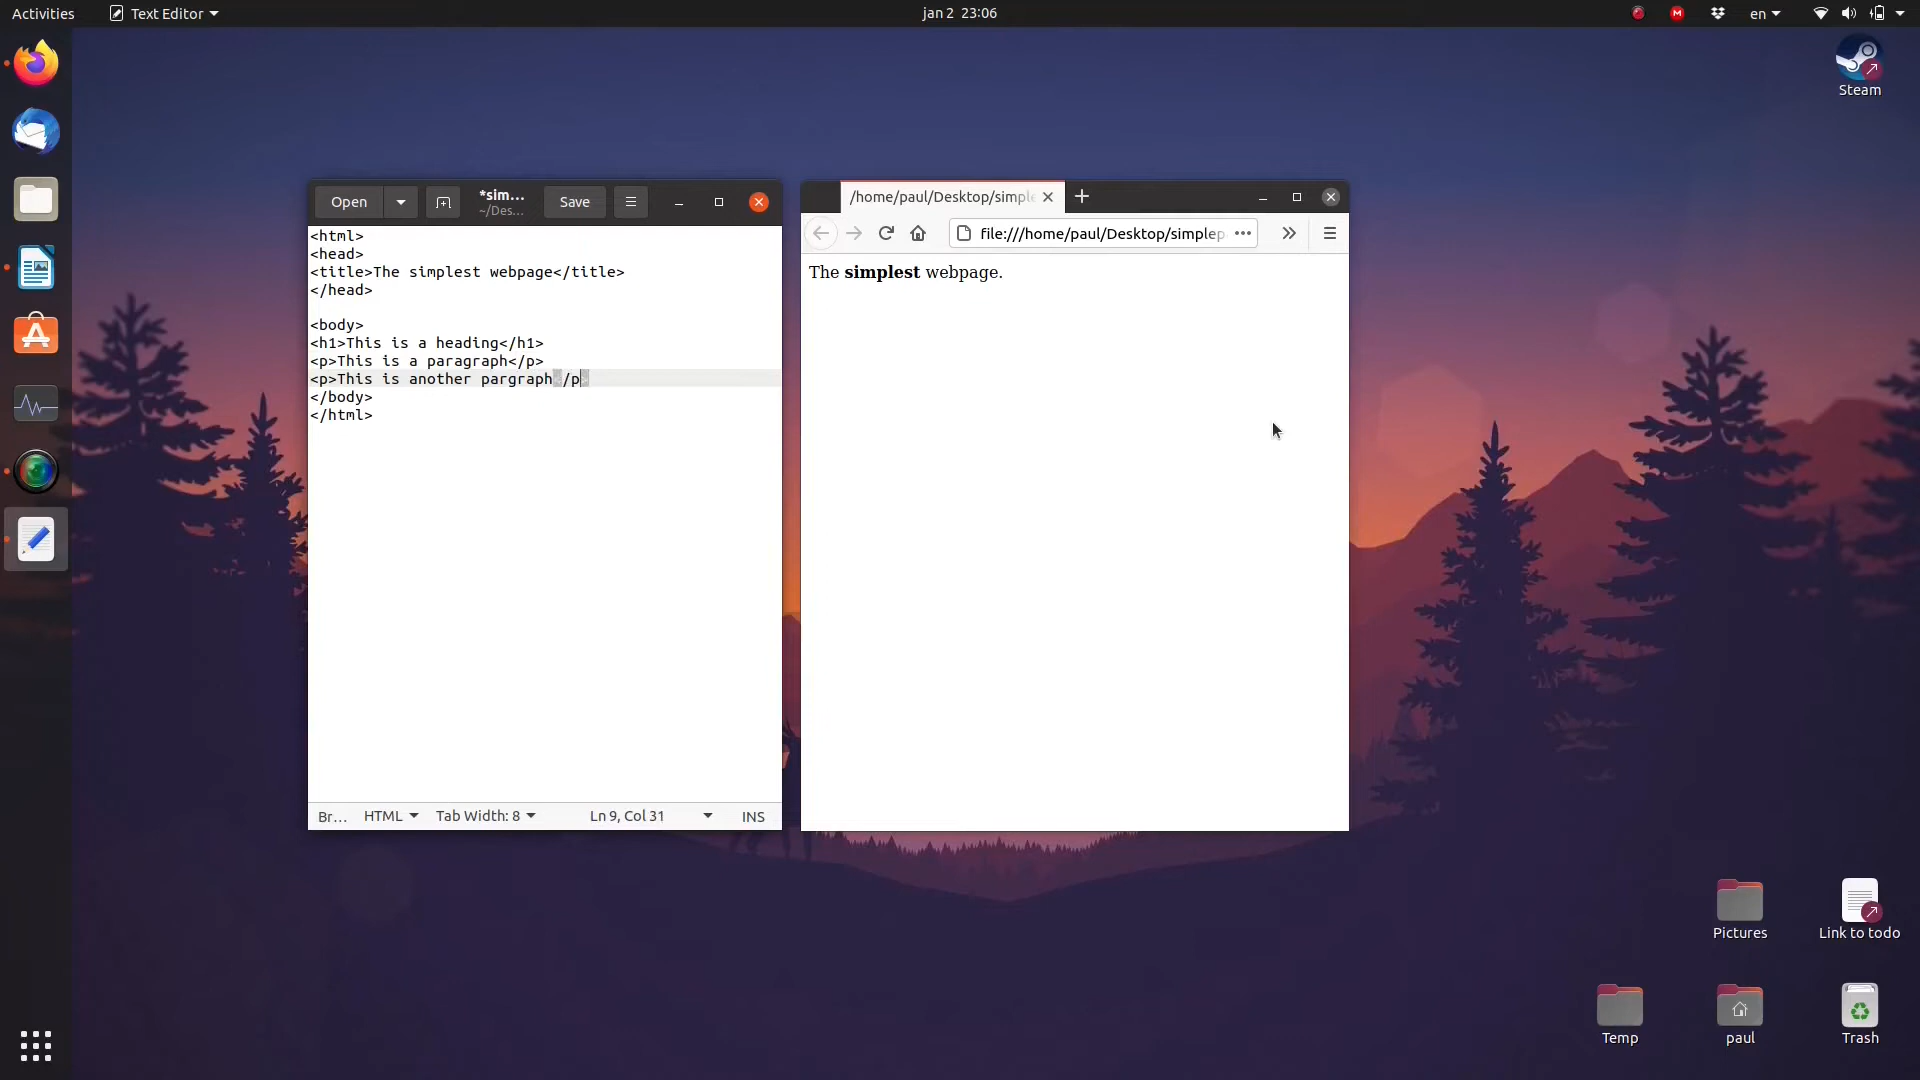 Activities
Text Editor
jan 2 23:06
en
Steam
Open
*sim...
~/Des...
Save
<html>
<head>
<title>The simplest webpage</title>
</head>
<body>
<h1>This is a heading</h1>
<p>This is a paragraph</p>
<p>This is another pargraph</p>
</body>
</html>
Br...
HTML
Tab Width: 8
Ln 9, Col 31
INS
/home/paul/Desktop/simple
file:///home/paul/Desktop/simplep
The simplest webpage.
Pictures
Link to todo
Temp
paul
Trash